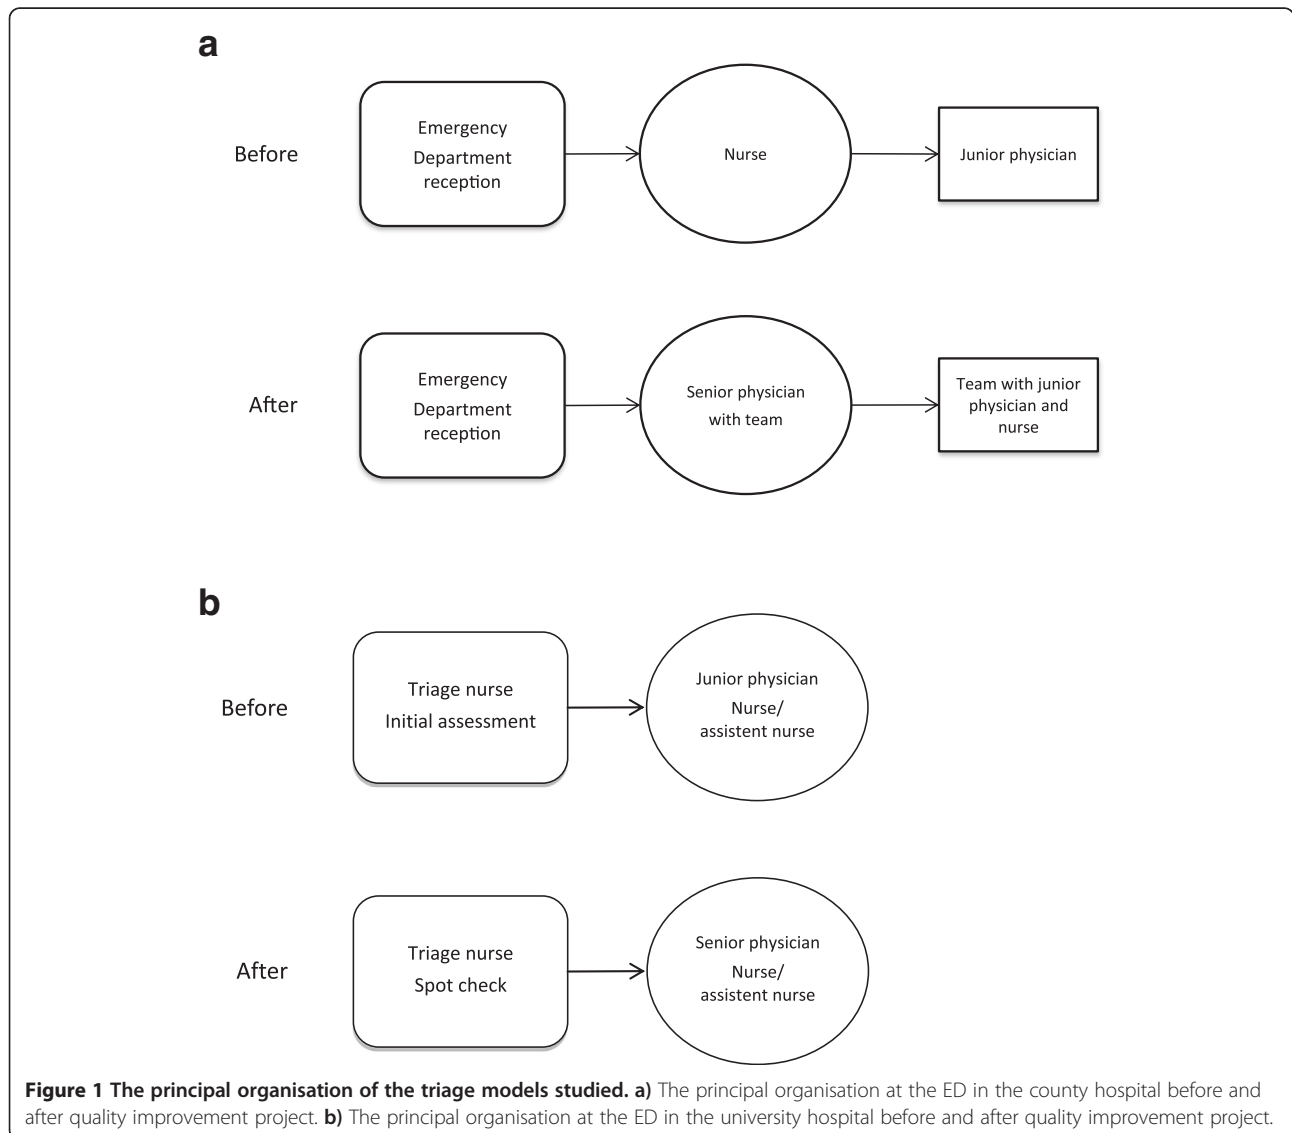 a
Before
Emergency
Department
reception
Nurse
Junior physician
After
Emergency
Department
reception
Senior physician
with team
Team with junior
physician and
nurse
b
Before
Triage nurse
Initial assessment
Junior physician
Nurse/
assistent nurse
After
Triage nurse
Spot check
Senior physician
Nurse/
assistent nurse
Figure 1 The principal organisation of the triage models studied. a) The principal organisation at the ED in the county hospital before and
after quality improvement project. b) The principal organisation at the ED in the university hospital before and after quality improvement project.